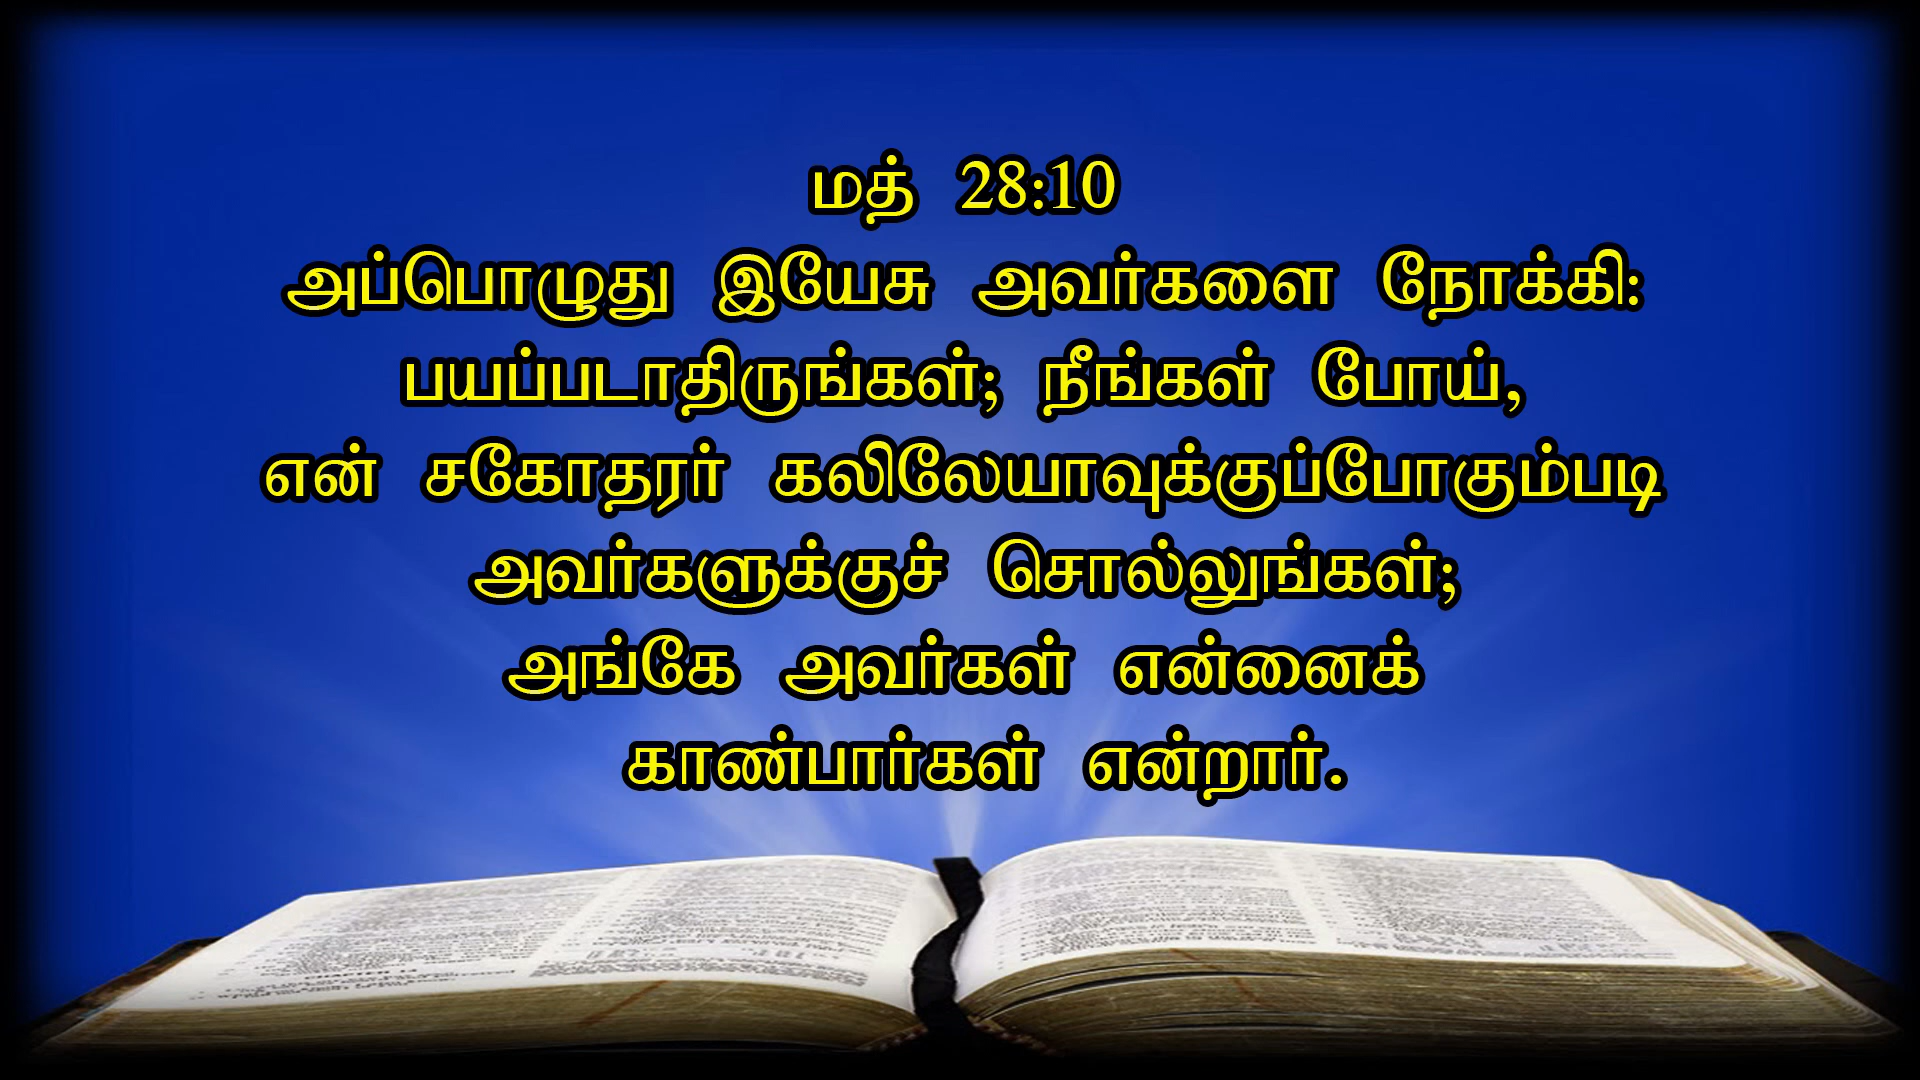 மத் 28:10
அப்பொழுது இயேசு அவர்களை நோக்கி:
பயப்படாதிருங்கள்; நீங்கள் போய்,
என் சகோதரர் கலிலேயாவுக்குப்போகும்படி
அவர்களுக்குச் சொல்லுங்கள்;
அங்கே அவர்கள் என்னைக்
காண்பார்கள் என்றார்.